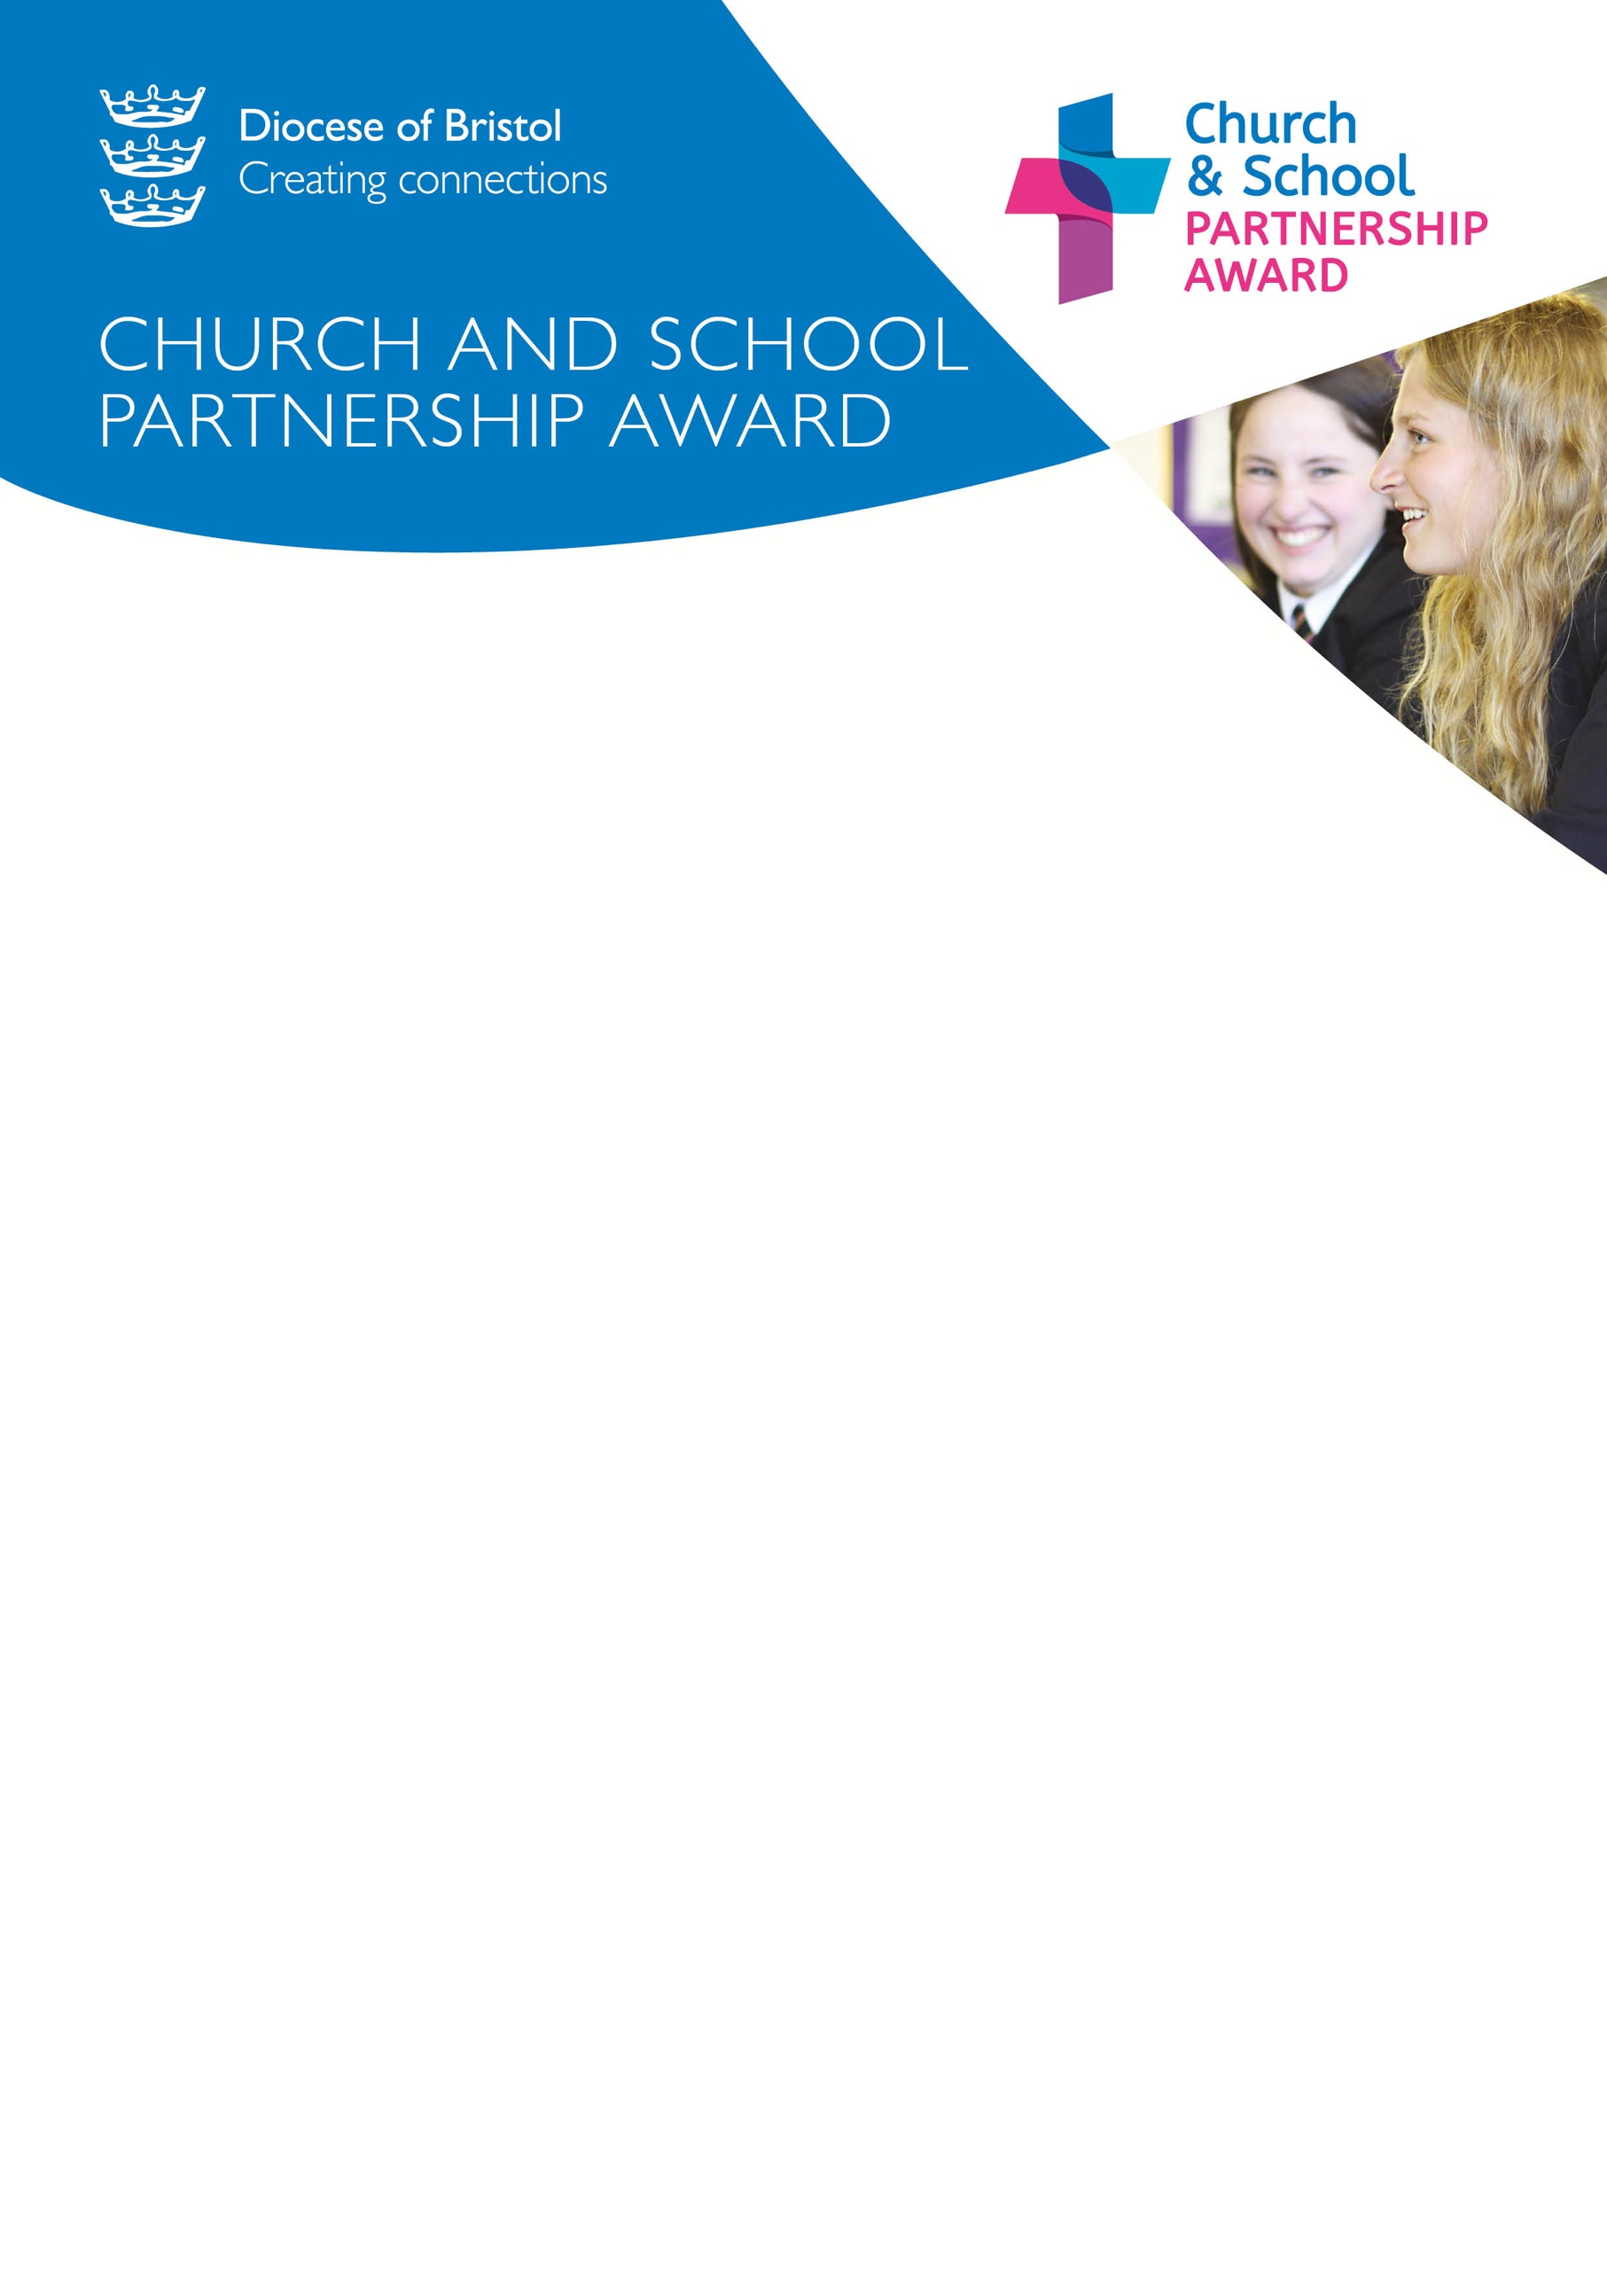 Diocese of Bristol
Creating connections
CHURCH AND SCHOOL
PARTNERSHIP AWARD
Church
& School
PARTNERSHIP
AWARD